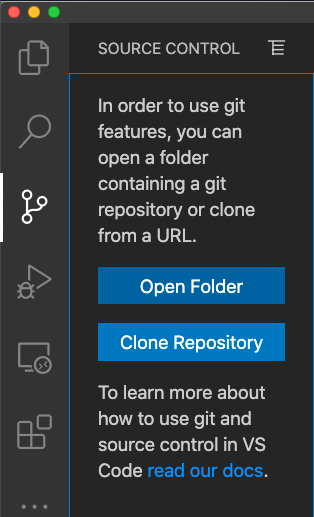 SOURCE CONTROL
In order to use git
features, you can
open a folder
containing a git
repository or clone
from a URL.
Open Folder
Clone Repository
To learn more about
how to use git and
source control in VS
Code read our docs.